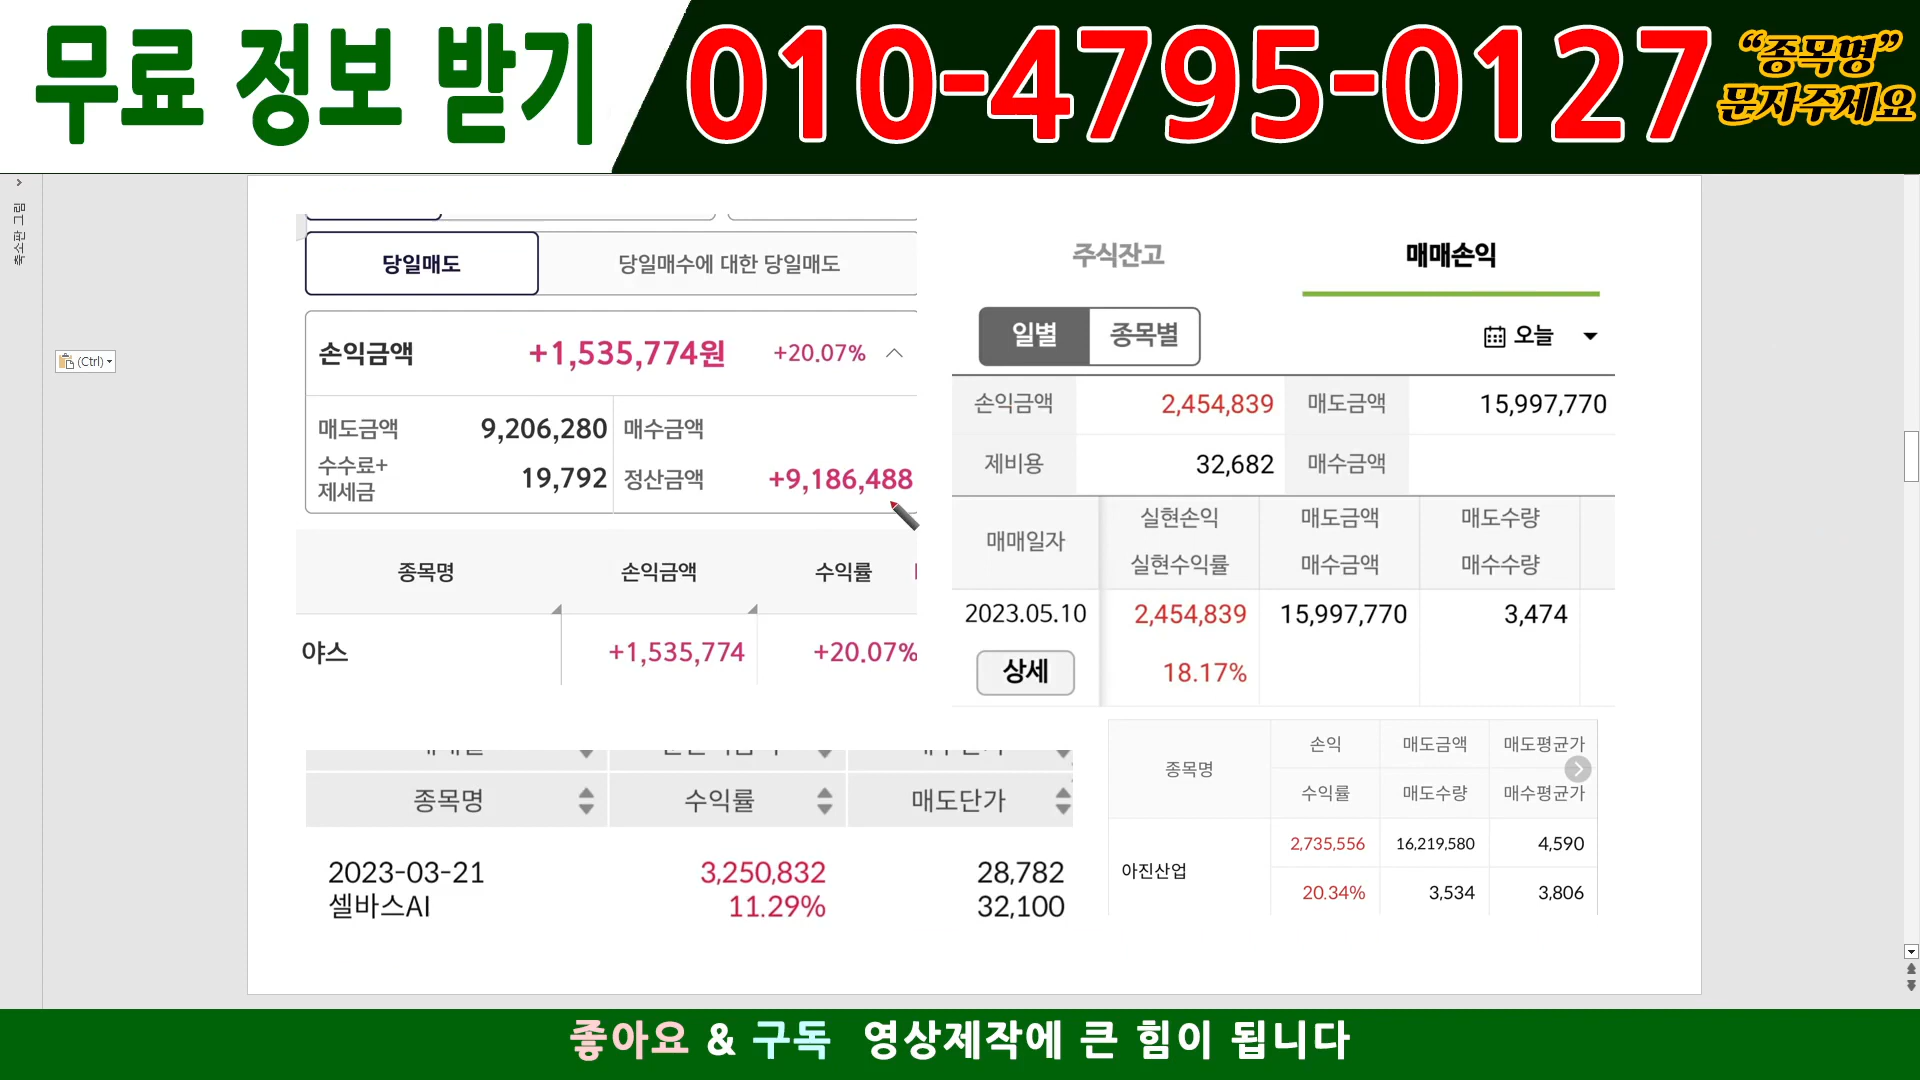 무료 정보 받기
010-4795-0127
“종목명”
문자주세요
축소판 그림
(Ctrl)
당일매도
당일매수에 대한 당일매도
손익금액
+1,535,774원
+20.07%
매도금액
9,206,280
매수금액
수수료+
제세금
19,792
정산금액
+9,186,488
종목명
손익금액
수익률
야스
+1,535,774
+20.07%
주식잔고
매매손익
일별
종목별
오늘
손익금액
2,454,839
매도금액
15,997,770
제비용
32,682
매수금액
매매일자
실현손익
매도금액
매도수량
실현수익률
매수금액
매수수량
2023.05.10
2,454,839
15,997,770
3,474
상세
18.17%
종목명
수익률
매도단가
2023-03-21
3,250,832
28,782
셀바스AI
11.29%
32,100
종목명
손익
매도금액
매도평균가
수익률
매도수량
매수평균가
아진산업
2,735,556
16,219,580
4,590
20.34%
3,534
3,806
좋아요 & 구독 영상제작에 큰 힘이 됩니다